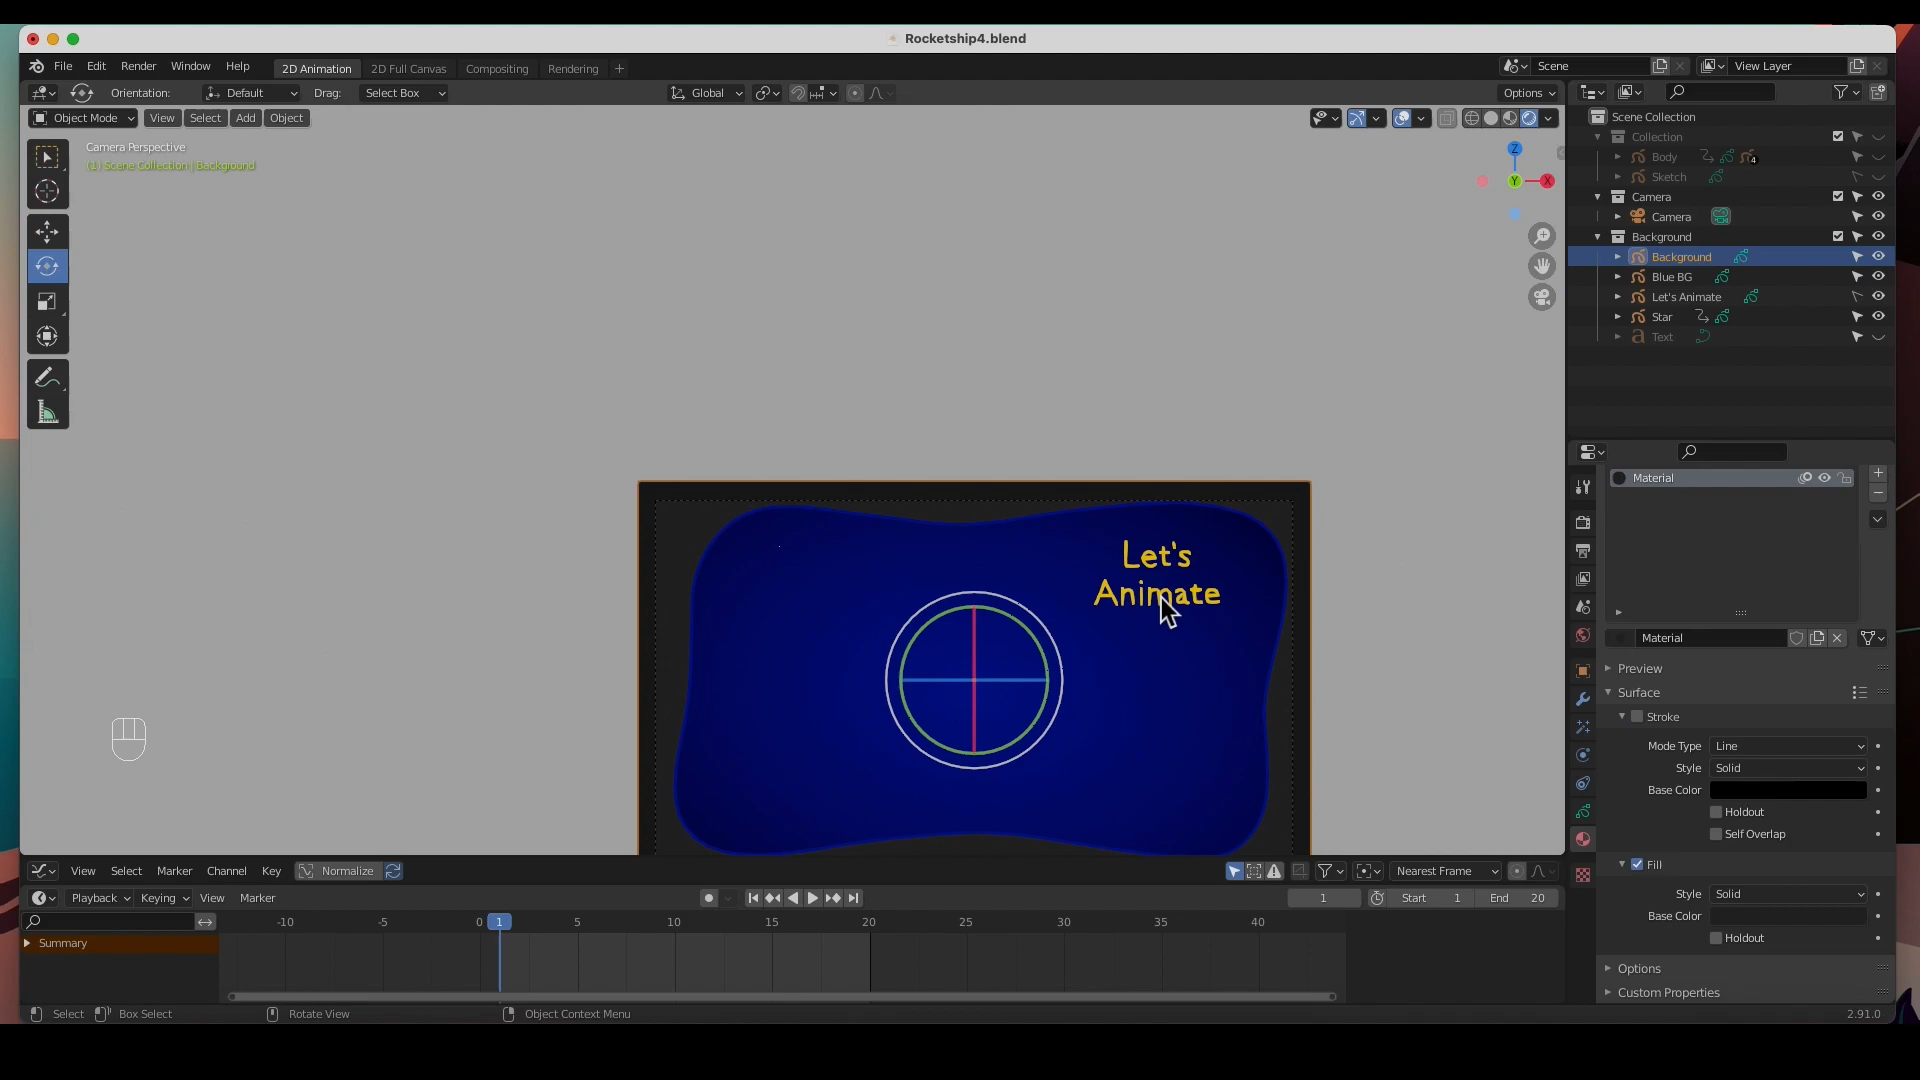 Rocketship4.blend
File Edit Render Window Help 2D Animation 2D Full Canvas Compositing Rendering + Scene View Layer
Orientation: Default Drag: Select Box Global Options
Object Mode View Select Add Object
Camera Perspective
(1) Scene Collection | Background
Z
Y
X
Scene Collection
Collection
Body 4
Sketch
Camera
Camera
Background
Background
Blue BG
Let's Animate
Star
a Text
Let's
Animate
Material
Material
Preview
Surface
Stroke
Mode Type Line
Style Solid
Base Color
Holdout
Self Overlap
Fill
Style Solid
Base Color
Holdout
Options
Custom Properties
View Select Marker Channel Key Normalize Nearest Frame
Playback Keying View Marker 1 Start 1 End 20
-10 -5 0 1 5 10 15 20 25 30 35 40
Summary
Select Box Select Rotate View Object Context Menu 2.91.0